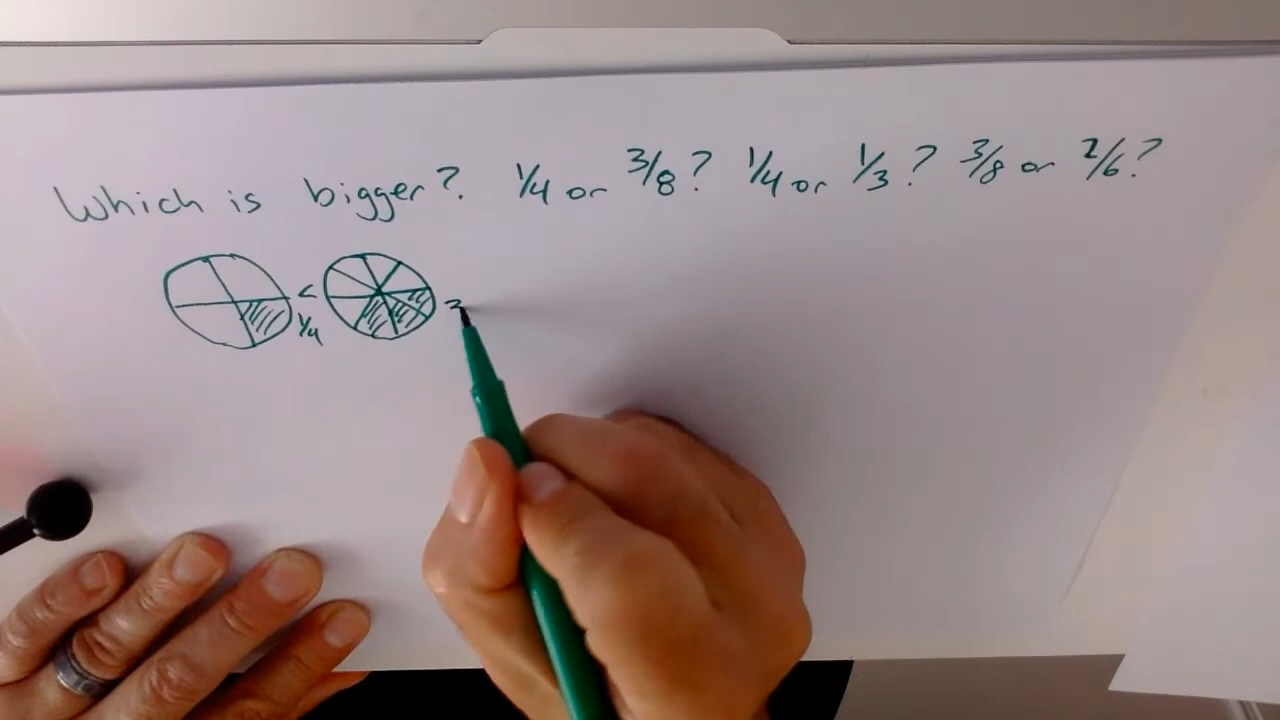 Which is bigger? 1/4 or 3/8? 1/4 or 1/3? 3/8 or 2/6?
<
1/4